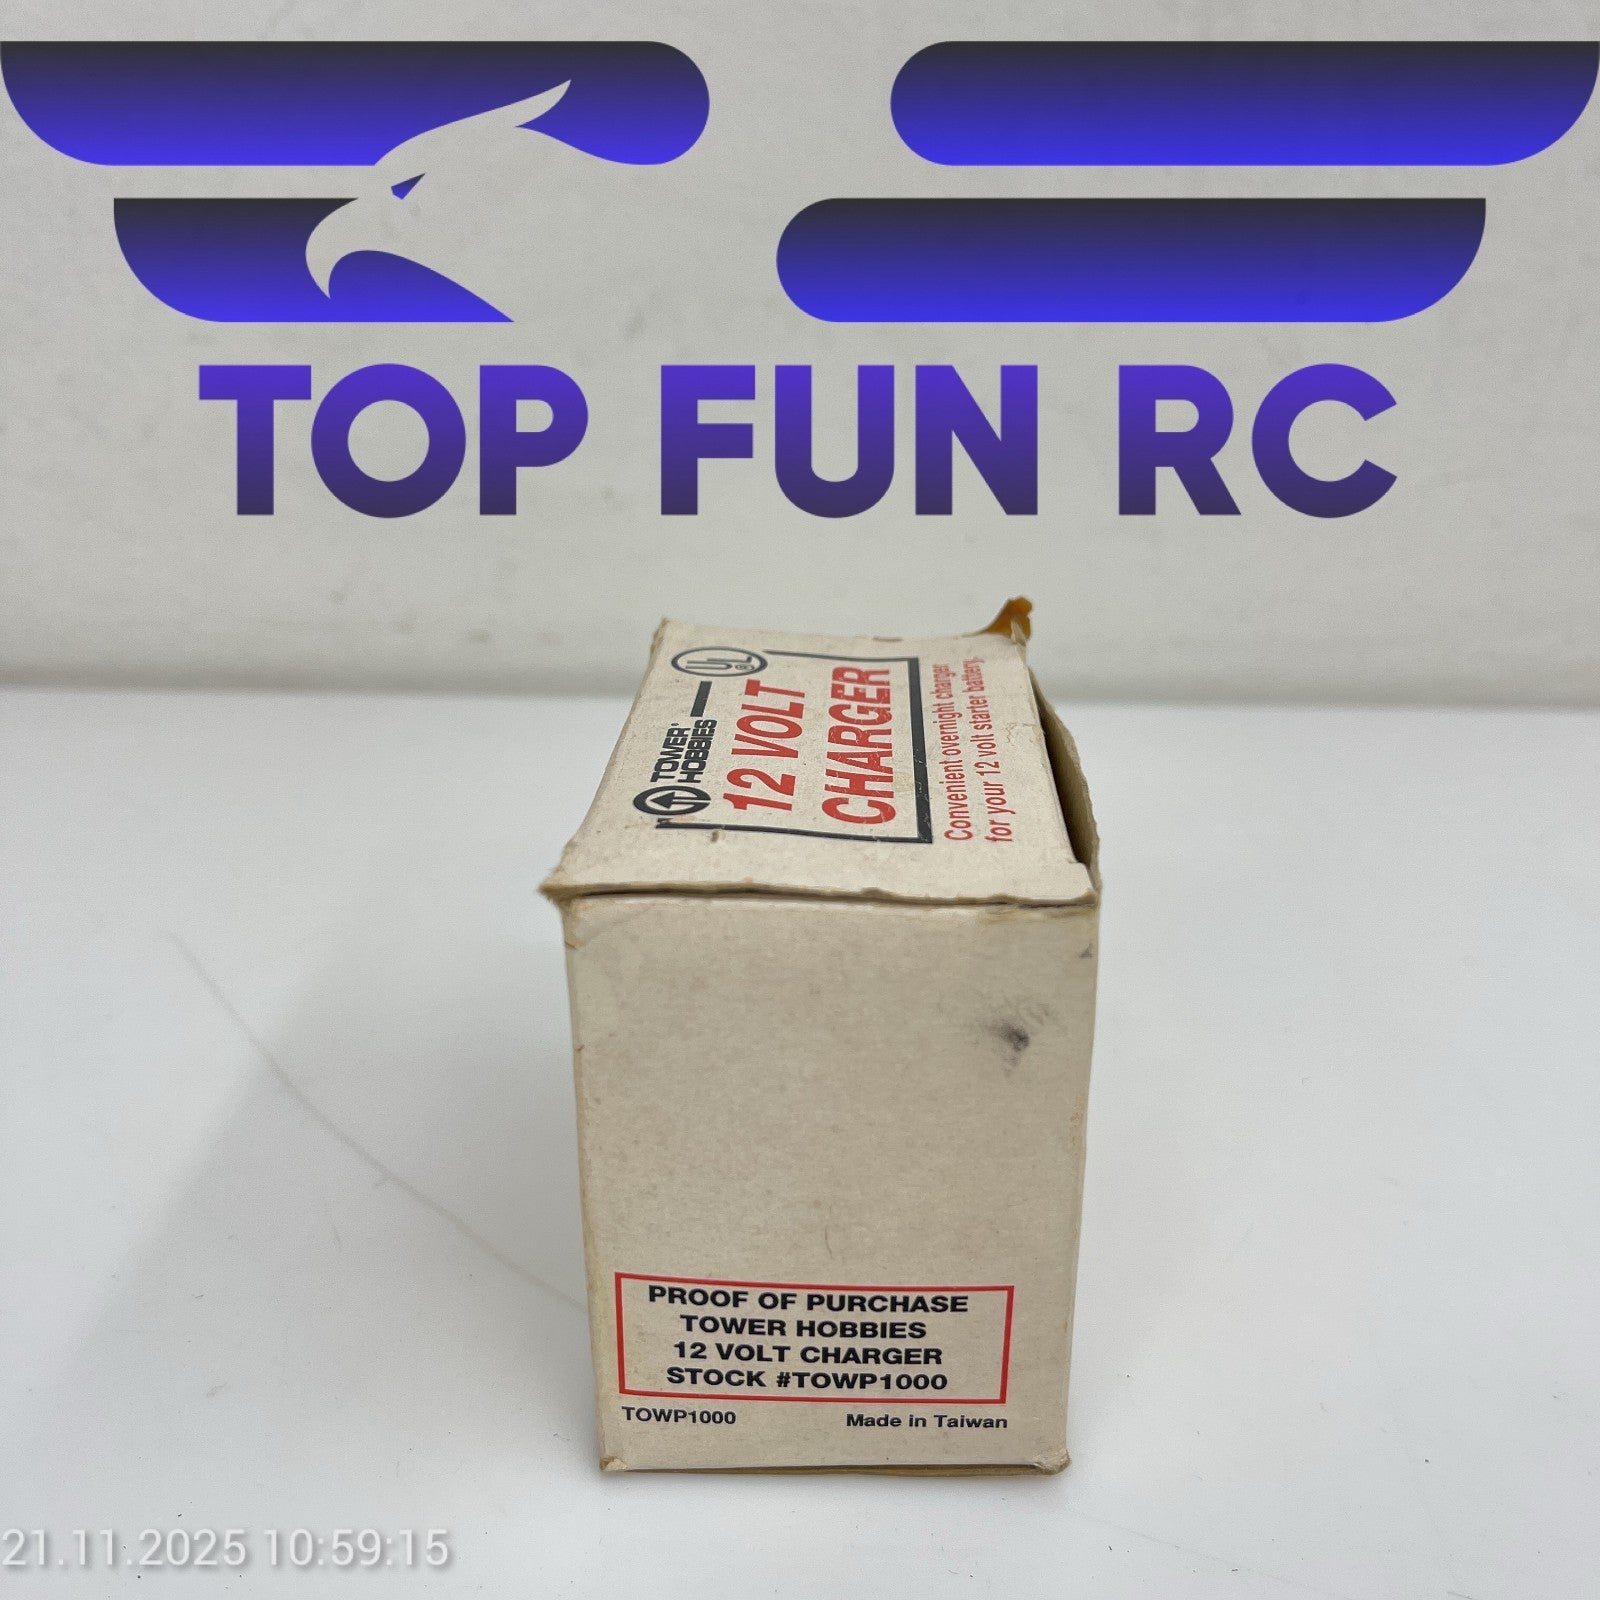 TOP FUN RC
UL®
TOWER
HOBBIES
12 VOLT
CHARGER
Convenient overnight charger
for your 12 volt starter battery.
PROOF OF PURCHASE
TOWER HOBBIES
12 VOLT CHARGER
STOCK #TOWP1000
TOWP1000 Made in Taiwan
21.11.2025 10:59:15